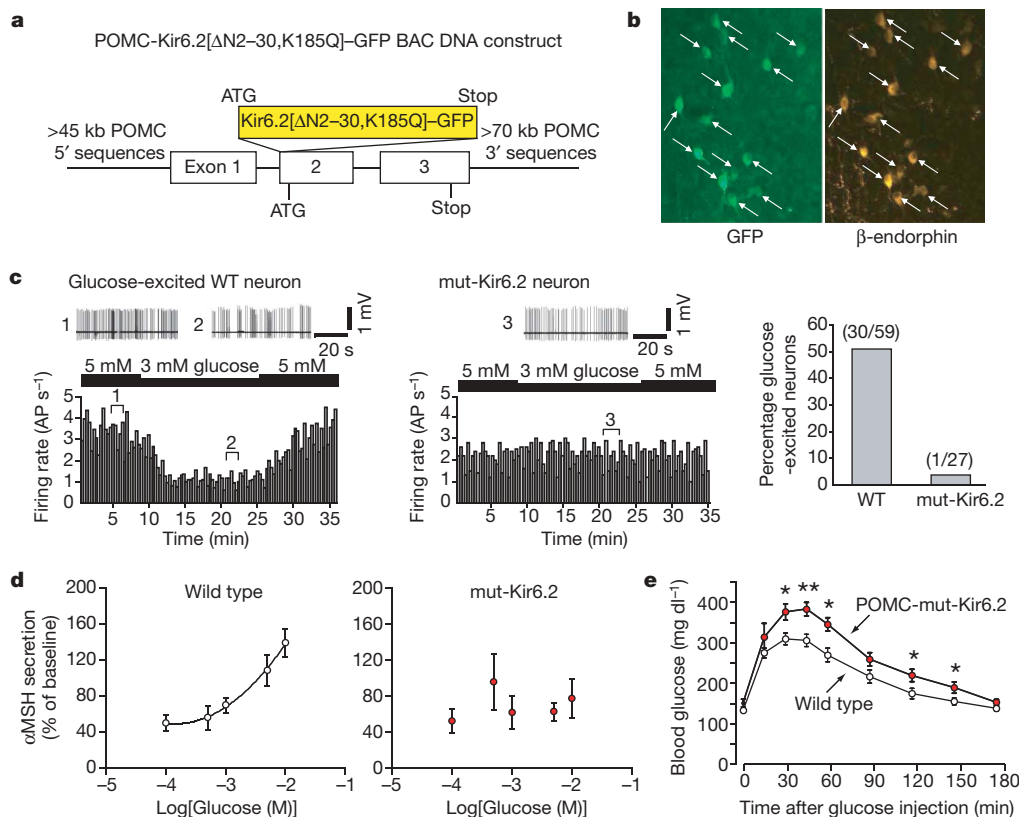 a
POMC-Kir6.2[ΔN2–30,K185Q]–GFP BAC DNA construct
ATG
Stop
Kir6.2[ΔN2–30,K185Q]–GFP
>45 kb POMC
5′ sequences
>70 kb POMC
3′ sequences
Exon 1
2
3
ATG
Stop
b
GFP
β-endorphin
c
Glucose-excited WT neuron
1
2
1 mV
20 s
5 mM
3 mM glucose
5 mM
Firing rate (AP s⁻¹)
5
4
3
2
1
0
1
2
5 10 15 20 25 30 35
Time (min)
mut-Kir6.2 neuron
3
1 mV
20 s
5 mM
3 mM glucose
5 mM
Firing rate (AP s⁻¹)
5
4
3
2
1
0
3
5 10 15 20 25 30 35
Time (min)
Percentage glucose
-excited neurons
60
50
40
30
20
10
0
(30/59)
(1/27)
WT
mut-Kir6.2
d
Wild type
αMSH secretion
(% of baseline)
200
160
120
80
40
0
–5 –4 –3 –2 –1
Log[Glucose (M)]
mut-Kir6.2
200
160
120
80
40
0
–5 –4 –3 –2 –1
Log[Glucose (M)]
e
Blood glucose (mg dl⁻¹)
400
300
200
150
100
0
* ** * * *
POMC-mut-Kir6.2
Wild type
0 30 60 90 120 150 180
Time after glucose injection (min)